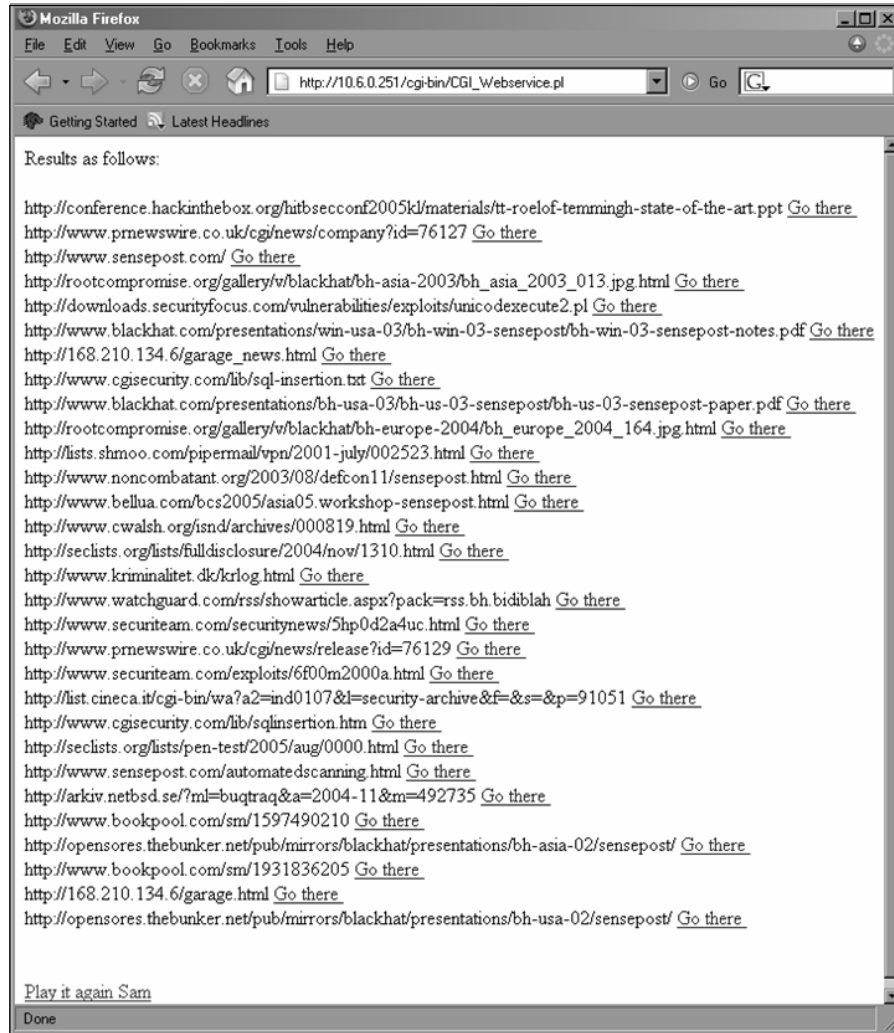 Mozilla Firefox
File Edit View Go Bookmarks Tools Help
http://10.6.0.251/cgi-bin/CGI_Webservice.pl Go G
Getting Started Latest Headlines
Results as follows:
http://conference.hackinthebox.org/hitbsecconf2005kl/materials/tt-roelof-temmingh-state-of-the-art.ppt Go there
http://www.prnewswire.co.uk/cgi/news/company?id=76127 Go there
http://www.sensepost.com/ Go there
http://rootcompromise.org/gallery/v/blackhat/bh-asia-2003/bh_asia_2003_013.jpg.html Go there
http://downloads.securityfocus.com/vulnerabilities/exploits/unicodexecute2.pl Go there
http://www.blackhat.com/presentations/win-usa-03/bh-win-03-sensepost/bh-win-03-sensepost-notes.pdf Go there
http://168.210.134.6/garage_news.html Go there
http://www.cgisecurity.com/lib/sql-insertion.txt Go there
http://www.blackhat.com/presentations/bh-usa-03/bh-us-03-sensepost/bh-us-03-sensepost-paper.pdf Go there
http://rootcompromise.org/gallery/v/blackhat/bh-europe-2004/bh_europe_2004_164.jpg.html Go there
http://lists.shmoo.com/pipermail/vpn/2001-july/002523.html Go there
http://www.noncombatant.org/2003/08/defcon11/sensepost.html Go there
http://www.bellua.com/bcs2005/asia05.workshop-sensepost.html Go there
http://www.cwalsh.org/isnd/archives/000819.html Go there
http://seclists.org/lists/fulldisclosure/2004/nov/1310.html Go there
http://www.kriminalitet.dk/krlog.html Go there
http://www.watchguard.com/rss/showarticle.aspx?pack=rss.bh.bidiblah Go there
http://www.securiteam.com/securitynews/5hp0d2a4uc.html Go there
http://www.prnewswire.co.uk/cgi/news/release?id=76129 Go there
http://www.securiteam.com/exploits/6f00m2000a.html Go there
http://list.cineca.it/cgi-bin/wa?a2=ind0107&l=security-archive&f=&s=&p=91051 Go there
http://www.cgisecurity.com/lib/sqlinsertion.htm Go there
http://seclists.org/lists/pen-test/2005/aug/0000.html Go there
http://www.sensepost.com/automatedscanning.html Go there
http://arkiv.netbsd.se/?ml=buqtraq&a=2004-11&m=492735 Go there
http://www.bookpool.com/sm/1597490210 Go there
http://opensores.thebunker.net/pub/mirrors/blackhat/presentations/bh-asia-02/sensepost/ Go there
http://www.bookpool.com/sm/1931836205 Go there
http://168.210.134.6/garage.html Go there
http://opensores.thebunker.net/pub/mirrors/blackhat/presentations/bh-usa-02/sensepost/ Go there
Play it again Sam
Done